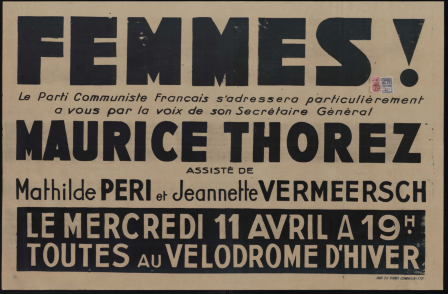 FEMMES !
Le Parti Communiste Francais s'adressera particulièrement
a vous par la voix de son Secrétaire Général
MAURICE THOREZ
ASSISTÉ DE
Mathilde PERI et Jeannette VERMEERSCH
LE MERCREDI 11 AVRIL A 19H.
TOUTES AU VELODROME D'HIVER